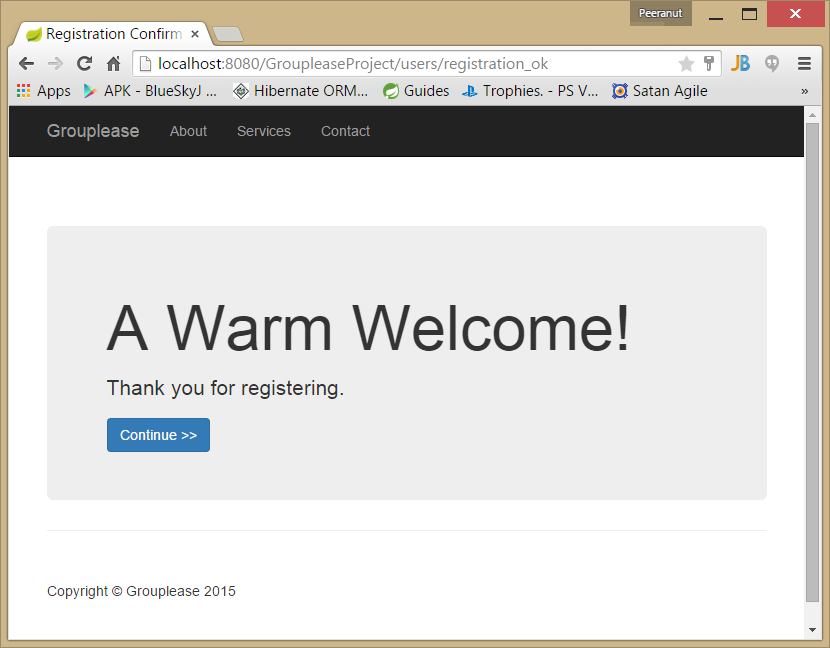 Peeranut
Registration Confirm
localhost:8080/GroupleaseProject/users/registration_ok
JB
Apps APK - BlueSkyJ ... Hibernate ORM... Guides Trophies. - PS V... Satan Agile »
Grouplease About Services Contact
A Warm Welcome!
Thank you for registering.
Continue >>
Copyright © Grouplease 2015